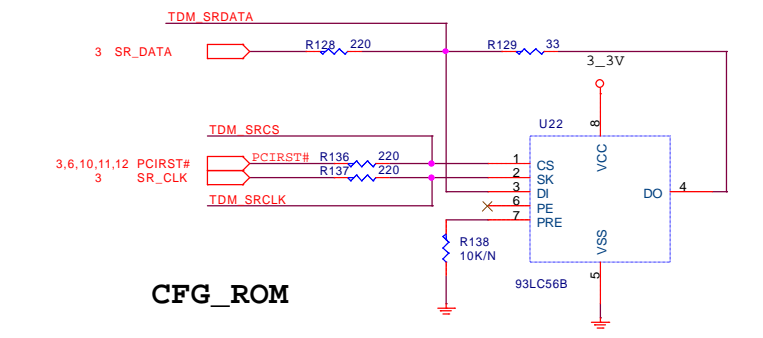 TDM_SRDATA
3 SR_DATA R128 220 R129 33
3_3V
U22
8
VCC
TDM_SRCS
3,6,10,11,12 PCIRST# PCIRST# R136 220 1 CS
3 SR_CLK R137 220 2 SK
3 DI DO 4
TDM_SRCLK
6 PE
7 PRE
VSS
R138
10K/N
5
93LC56B
CFG_ROM